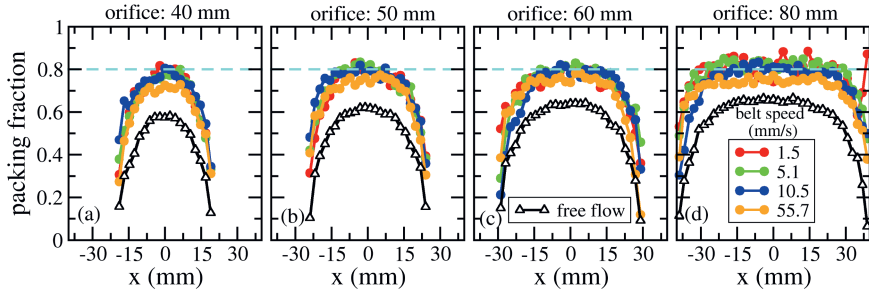 orifice: 40 mm
orifice: 50 mm
orifice: 60 mm
orifice: 80 mm
packing fraction
1
0.8
0.6
0.4
0.2
0
(a)
(b)
(c)
free flow
(d)
belt speed
(mm/s)
1.5
5.1
10.5
55.7
-30 -15 0 15 30
-30 -15 0 15 30
-30 -15 0 15 30
-30 -15 0 15 30
x (mm)
x (mm)
x (mm)
x (mm)